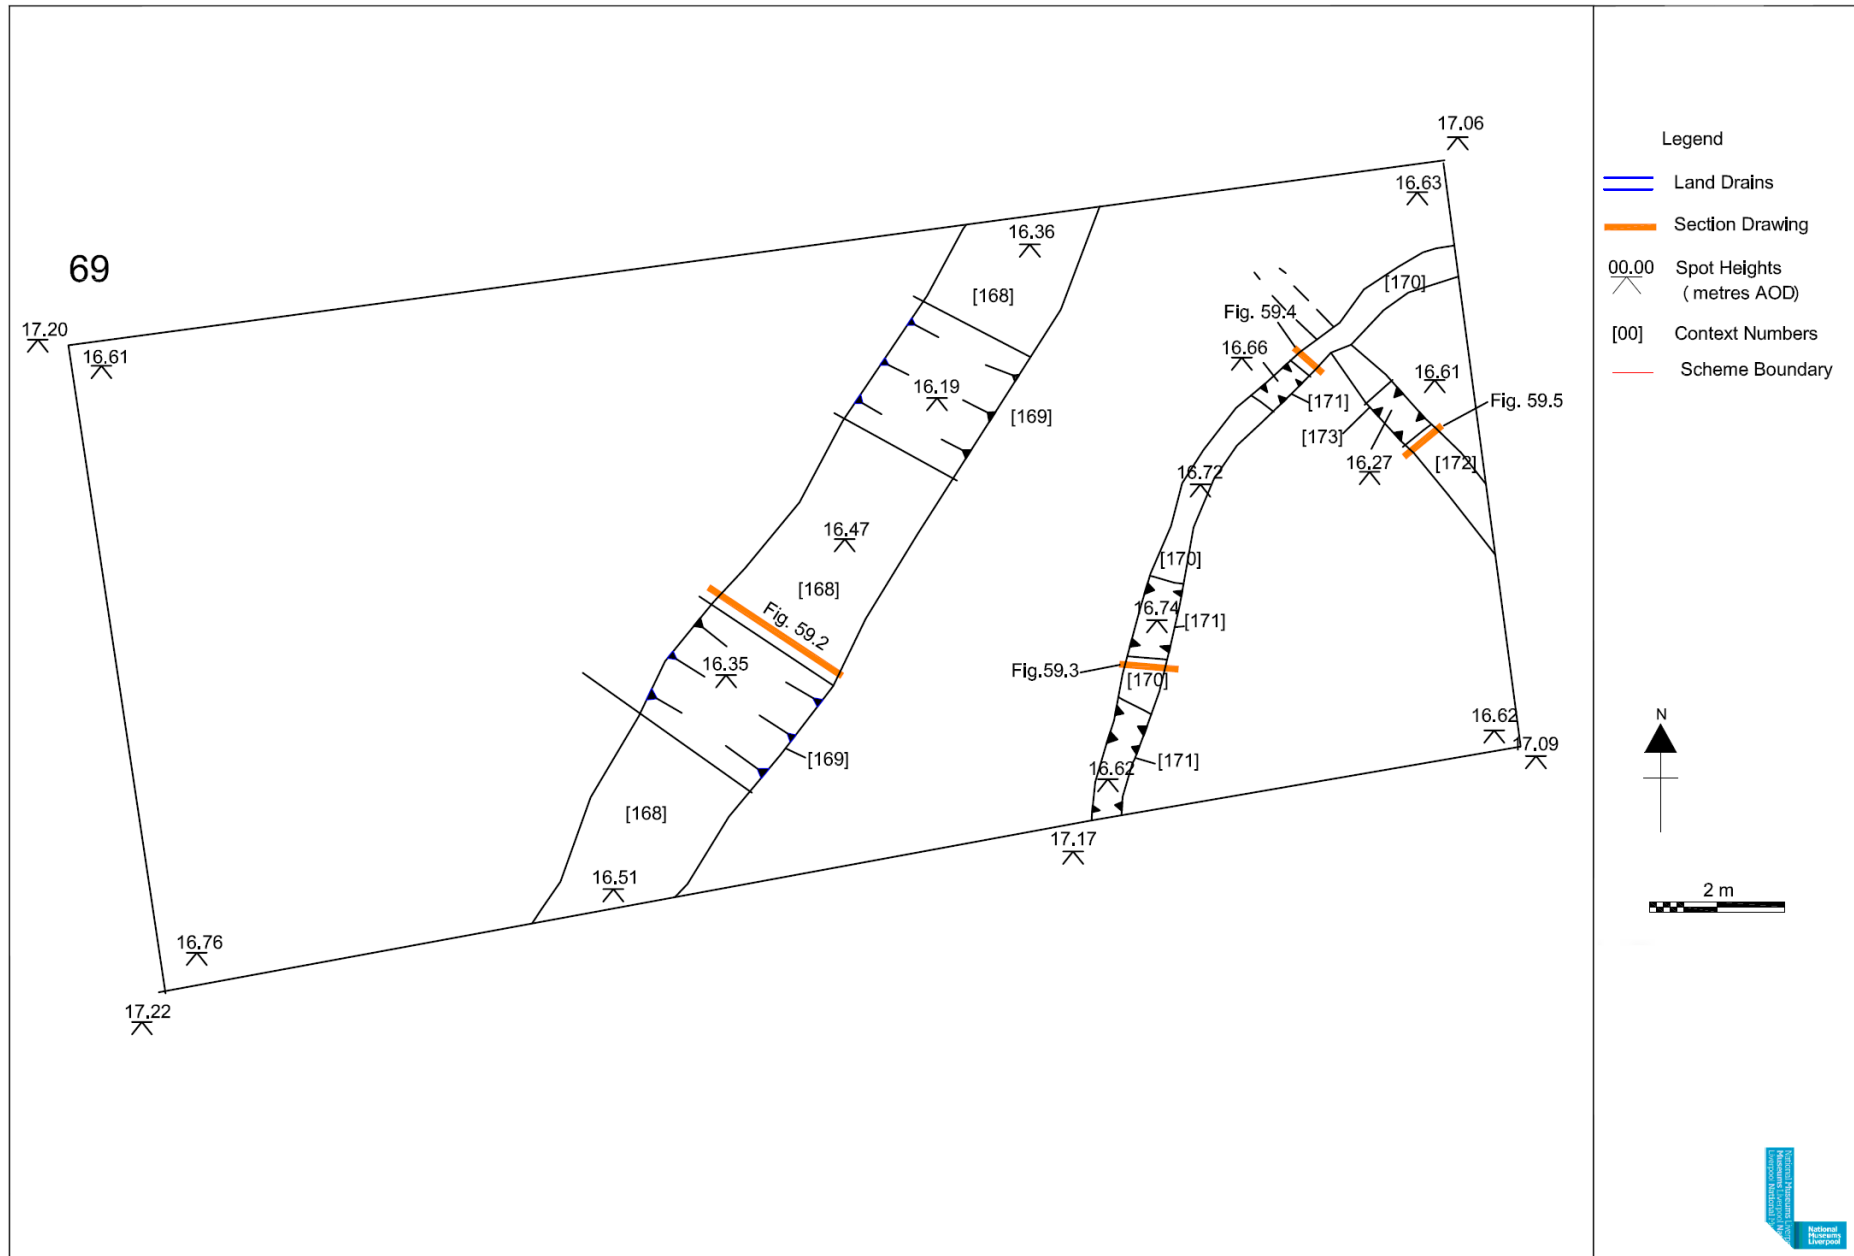 69
17.20
16.61
17.06
16.63
16.36
[168]
16.19
[169]
16.47
[168]
Fig. 59.2
16.35
[169]
[168]
16.51
16.76
17.22
[170]
Fig. 59.4
16.66
[171]
16.61
Fig. 59.5
[173]
16.27
[172]
16.72
[170]
16.74
[171]
Fig.59.3
[170]
[171]
16.62
17.17
16.62
17.09
Legend
Land Drains
Section Drawing
00.00 Spot Heights
( metres AOD)
[00] Context Numbers
Scheme Boundary
N
2 m
National
Museums
Liverpool